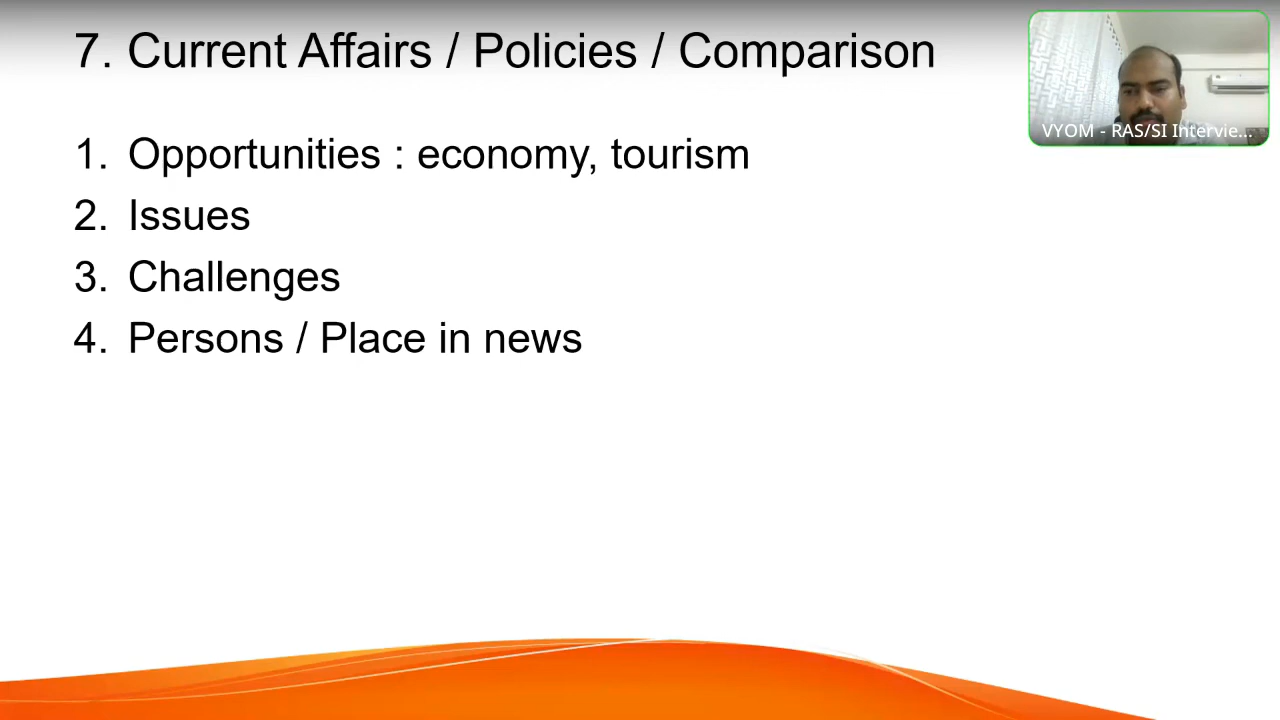 7. Current Affairs / Policies / Comparison
VYOM - RAS/SI Intervie...
1. Opportunities : economy, tourism
2. Issues
3. Challenges
4. Persons / Place in news